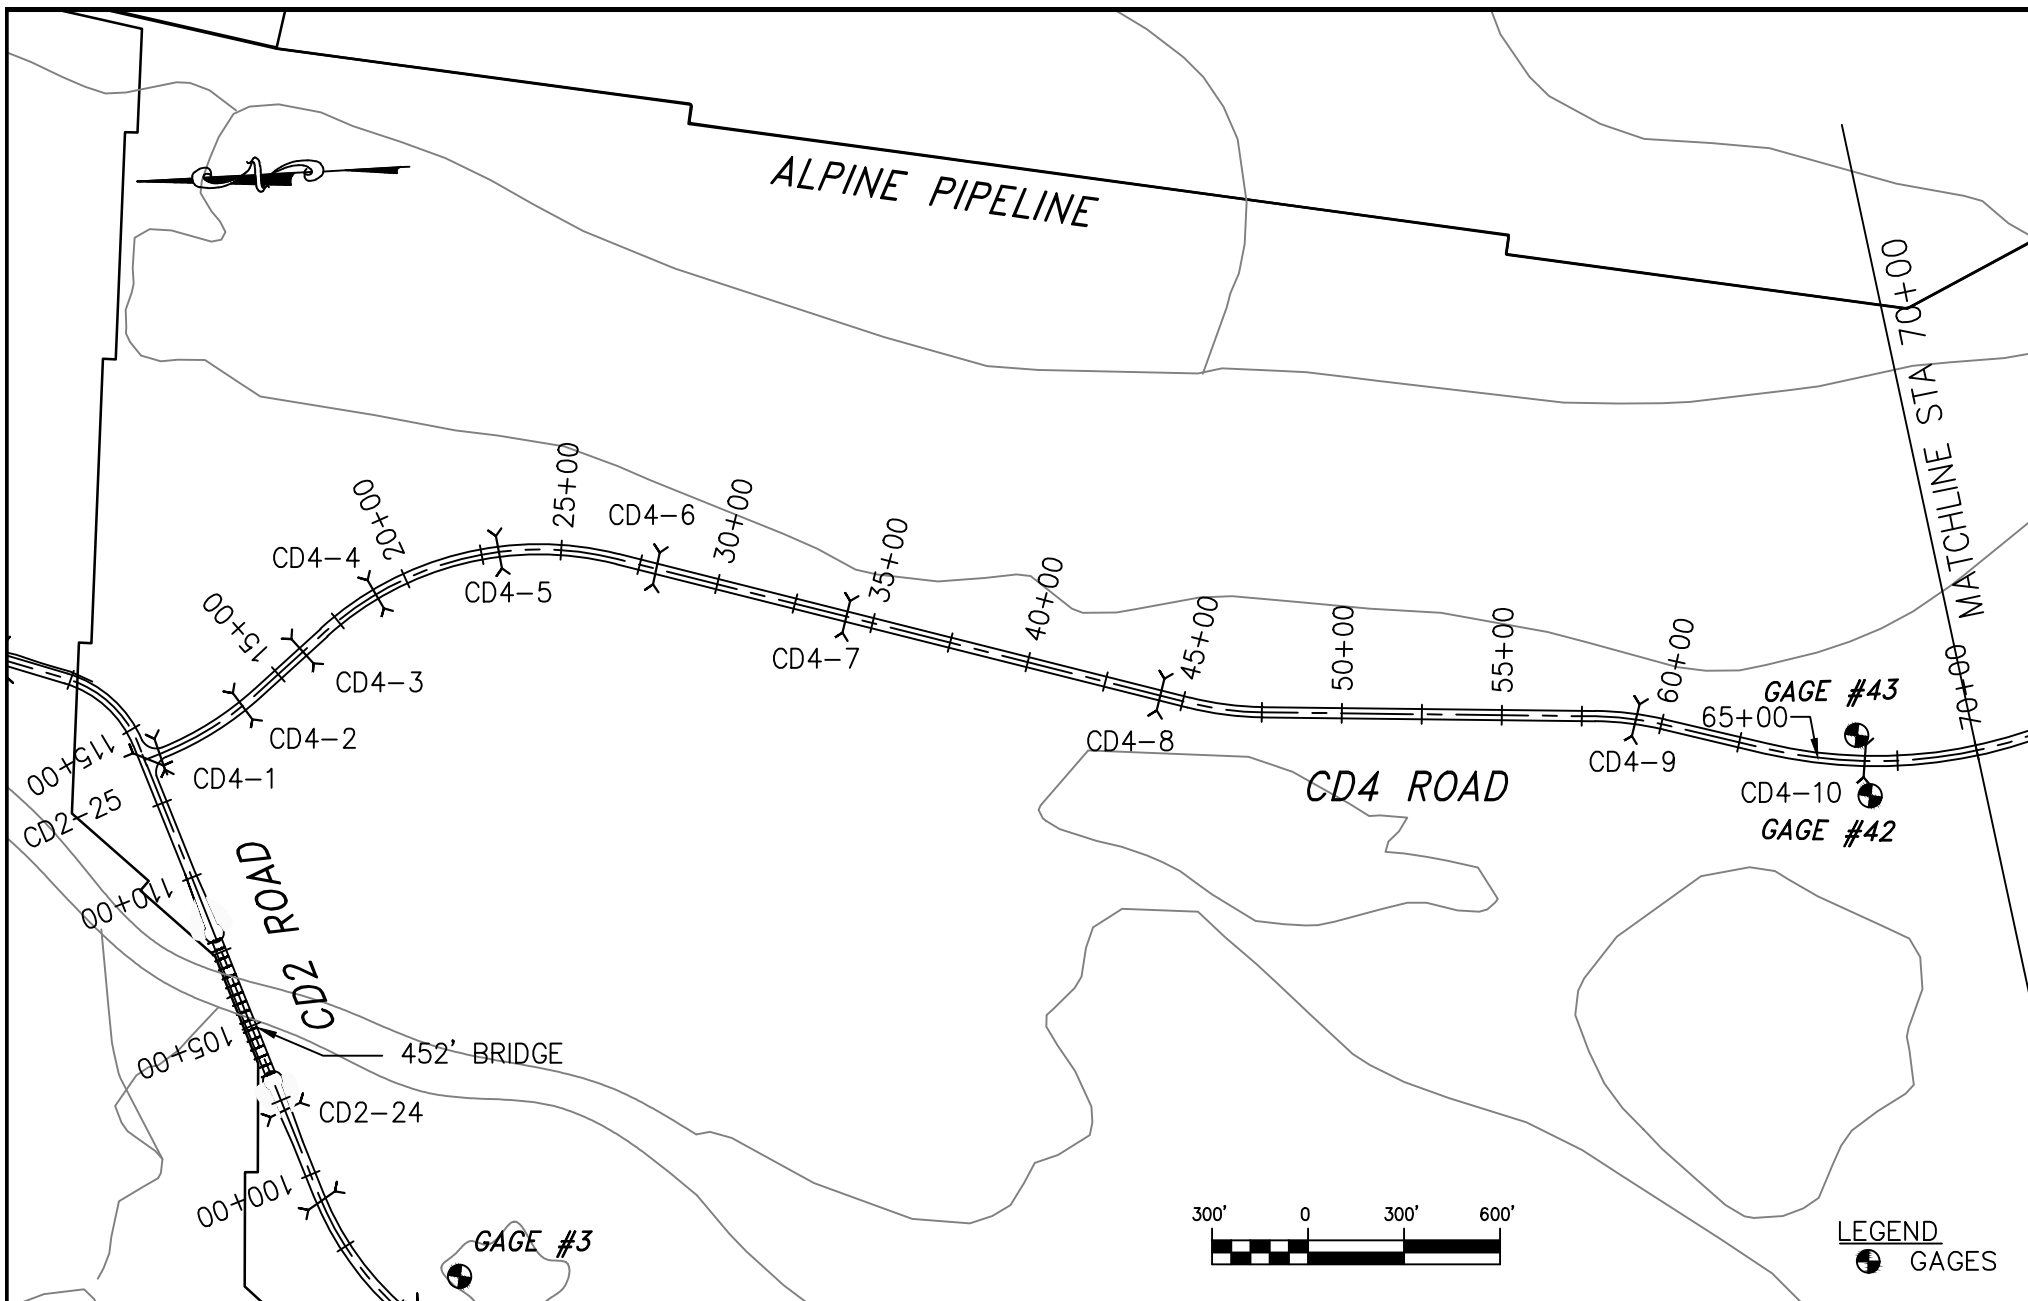 ALPINE PIPELINE
N
MATCHLINE STA 70+00
70+00
CD4-6
25+00
30+00
20+00
CD4-4
CD4-5
35+00
40+00
15+00
CD4-7
45+00
50+00
55+00
60+00
CD4-3
CD4-2
CD4-1
CD4-8
CD4-9
65+00
GAGE #43
CD4-10
GAGE #42
CD4 ROAD
115+00
CD2-25
110+00
CD2 ROAD
105+00
452' BRIDGE
CD2-24
100+00
GAGE #3
300' 0 300' 600'
LEGEND
GAGES